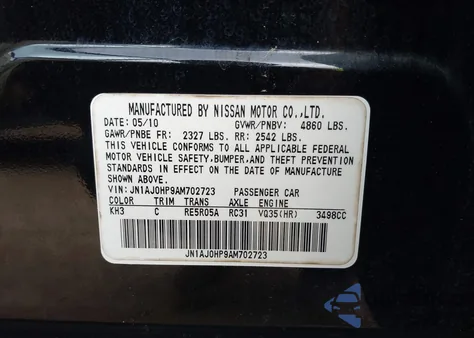 MANUFACTURED BY NISSAN MOTOR CO.,LTD.
DATE: 05/10 GVWR/PNBV: 4860 LBS.
GAWR/PNBE FR: 2327 LBS. RR: 2542 LBS.
THIS VEHICLE CONFORMS TO ALL APPLICABLE FEDERAL
MOTOR VEHICLE SAFETY,BUMPER,AND THEFT PREVENTION
STANDARDS IN EFFECT ON THE DATE OF MANUFACTURE
SHOWN ABOVE.
VIN: JN1AJ0HP9AM702723 PASSENGER CAR
COLOR TRIM TRANS AXLE ENGINE
KH3 C RE5R05A RC31 VQ35(HR) 3498CC
JN1AJ0HP9AM702723